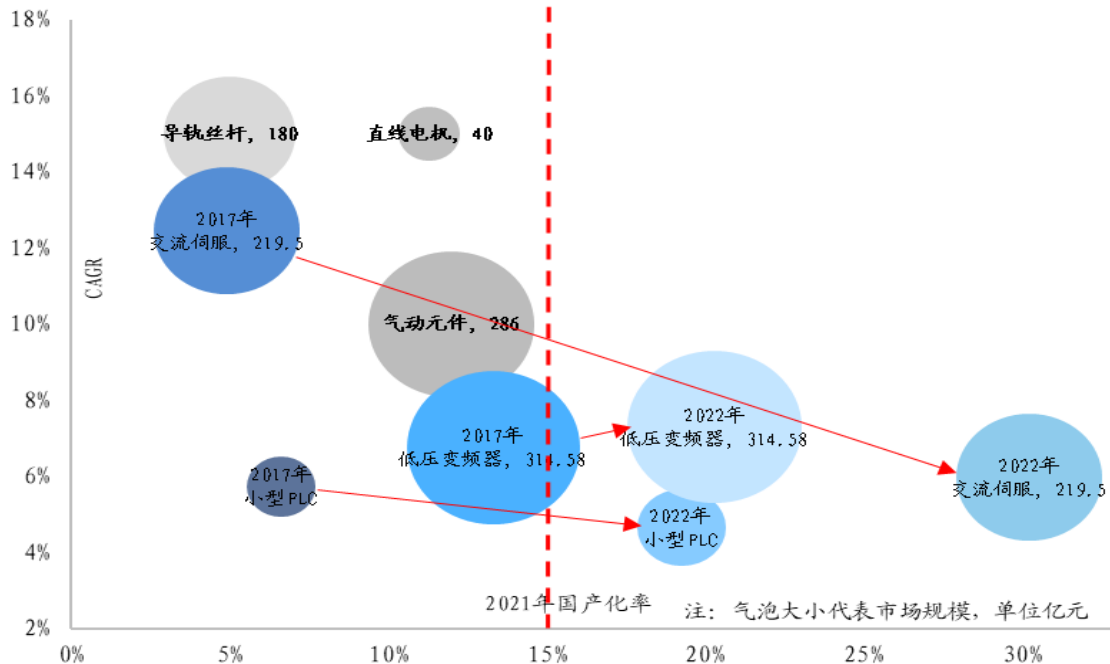 18%
16%
14%
12%
10%
8%
6%
4%
2%
CAGR
导轨丝杆, 180
直线电机, 40
2017年
交流伺服, 219.5
气动元件, 286
2017年
低压变频器, 314.58
2022年
低压变频器, 314.58
2017年
小型PLC
2022年
小型PLC
2022年
交流伺服, 219.5
2021年国产化率
注: 气泡大小代表市场规模, 单位亿元
0%
5%
10%
15%
20%
25%
30%